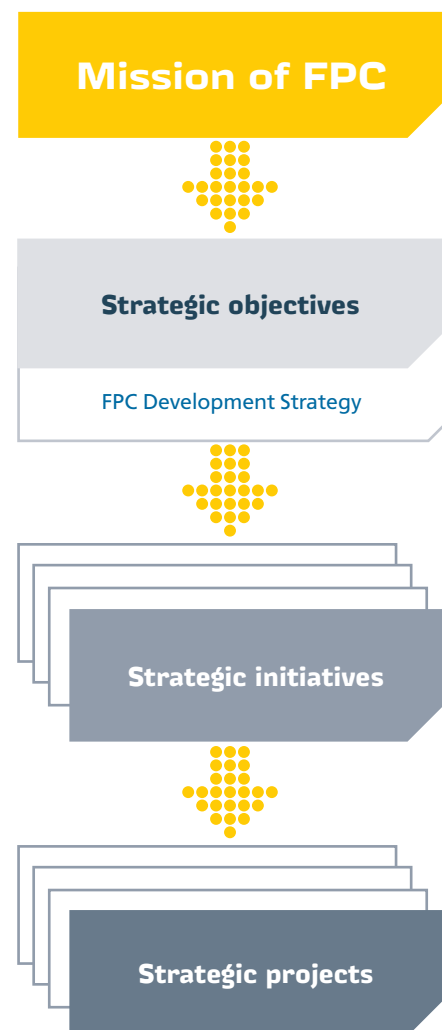 Mission of FPC
Strategic objectives
FPC Development Strategy
Strategic initiatives
Strategic projects